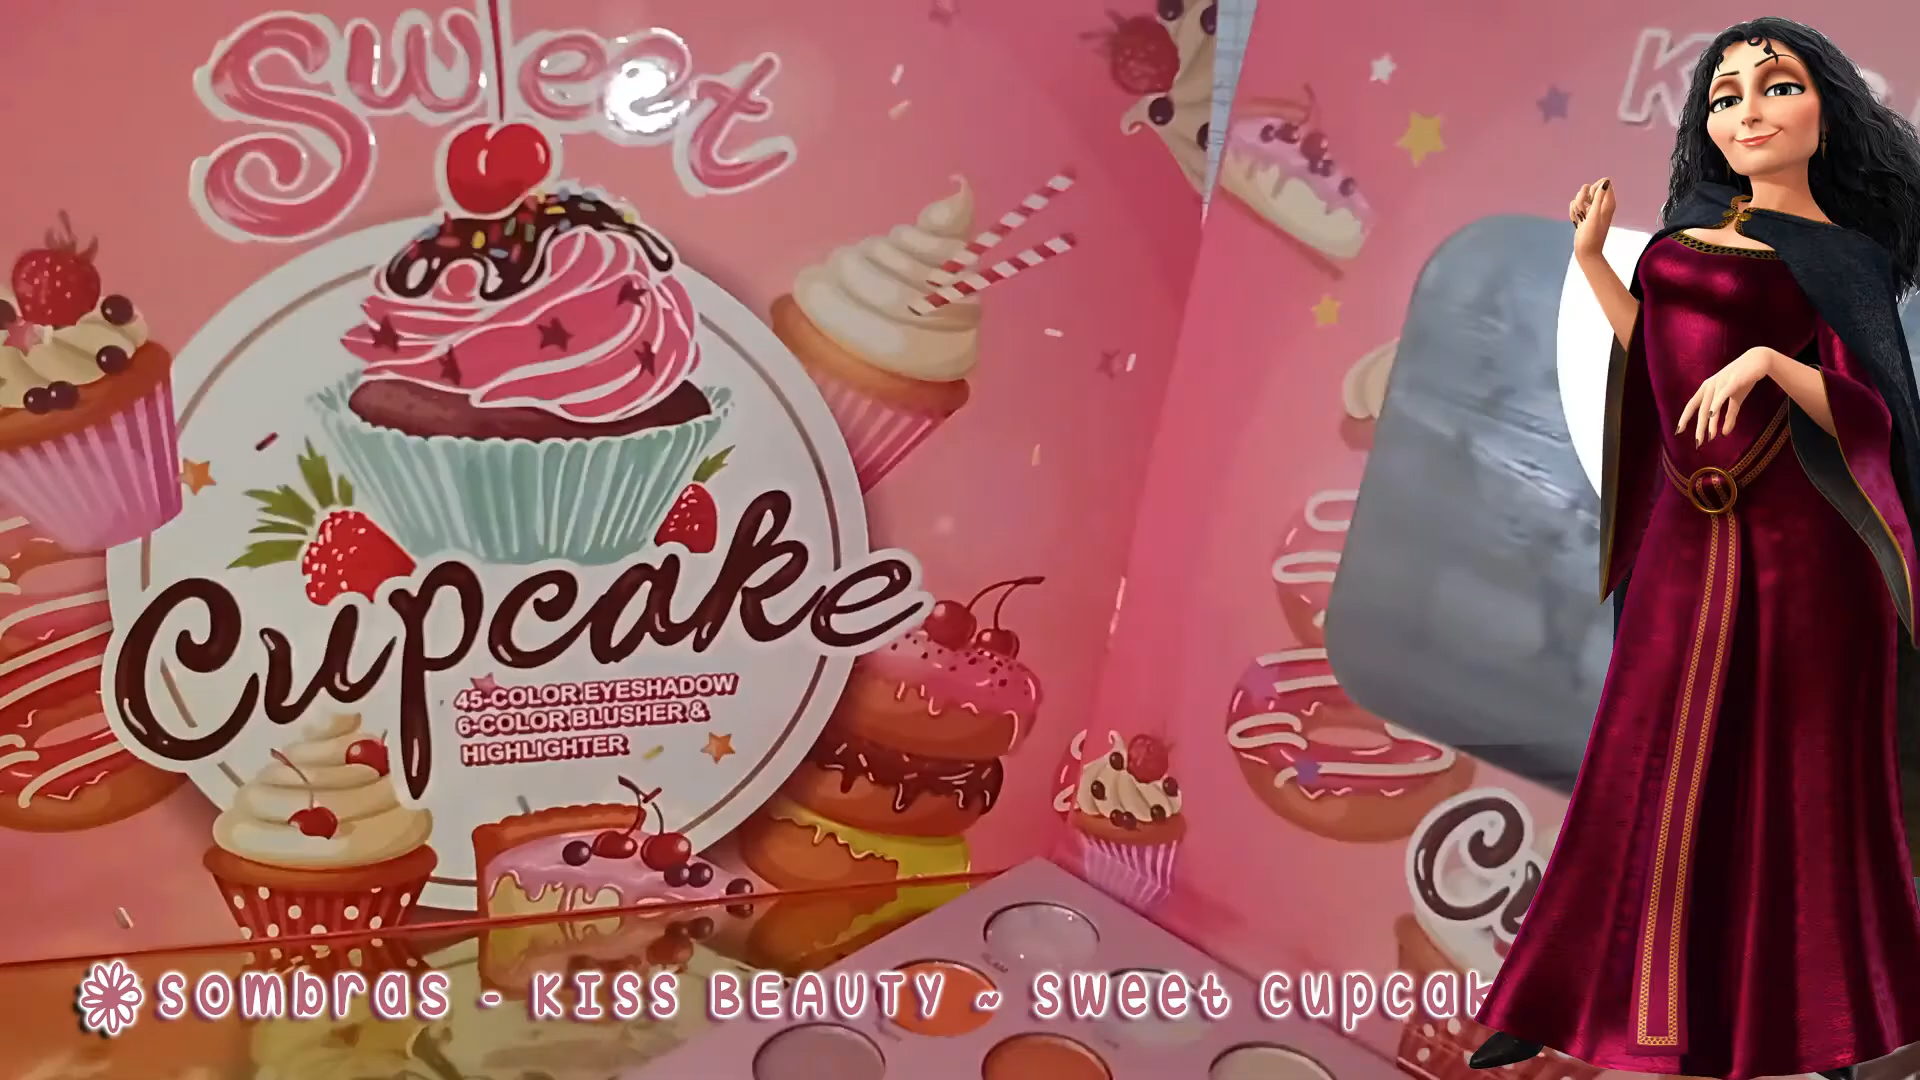 Sweet
Cupcake
45-COLOR EYESHADOW
6-COLOR BLUSHER &
HIGHLIGHTER
K
Cu
sombras - KISS BEAUTY ~ sweet cupcak